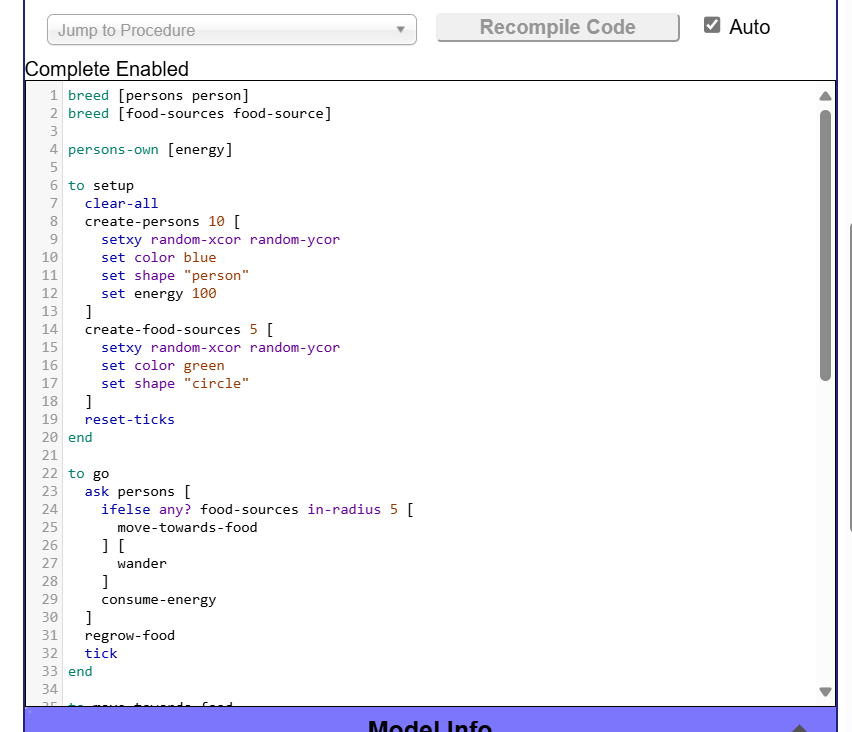 Jump to Procedure
Recompile Code
Auto
Complete Enabled
1 breed [persons person]
2 breed [food-sources food-source]
3
4 persons-own [energy]
5
6 to setup
7   clear-all
8   create-persons 10 [
9     setxy random-xcor random-ycor
10     set color blue
11     set shape "person"
12     set energy 100
13   ]
14   create-food-sources 5 [
15     setxy random-xcor random-ycor
16     set color green
17     set shape "circle"
18   ]
19   reset-ticks
20 end
21
22 to go
23   ask persons [
24     ifelse any? food-sources in-radius 5 [
25       move-towards-food
26     ] [
27       wander
28     ]
29     consume-energy
30   ]
31   regrow-food
32   tick
33 end
34
35 to move-towards-food
Model Info